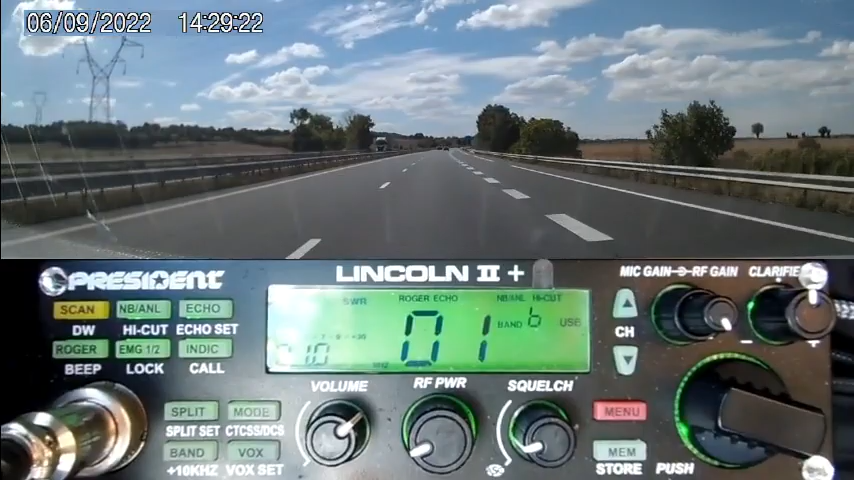 06/09/2022 14:29:22
PRESIDENT LINCOLN II + MIC GAIN RF GAIN CLARIFIE
SCAN NB/ANL ECHO
DW HI-CUT ECHO SET
ROGER EMG 1/2 INDIC
BEEP LOCK CALL
SWR ROGER ECHO NB/ANL HI-CUT
01 BAND b USB
CH
VOLUME RF PWR SQUELCH
SPLIT MODE
SPLIT SET CTCSS/DCS
BAND VOX
+10KHZ VOX SET
MENU
MEM
STORE PUSH
- +